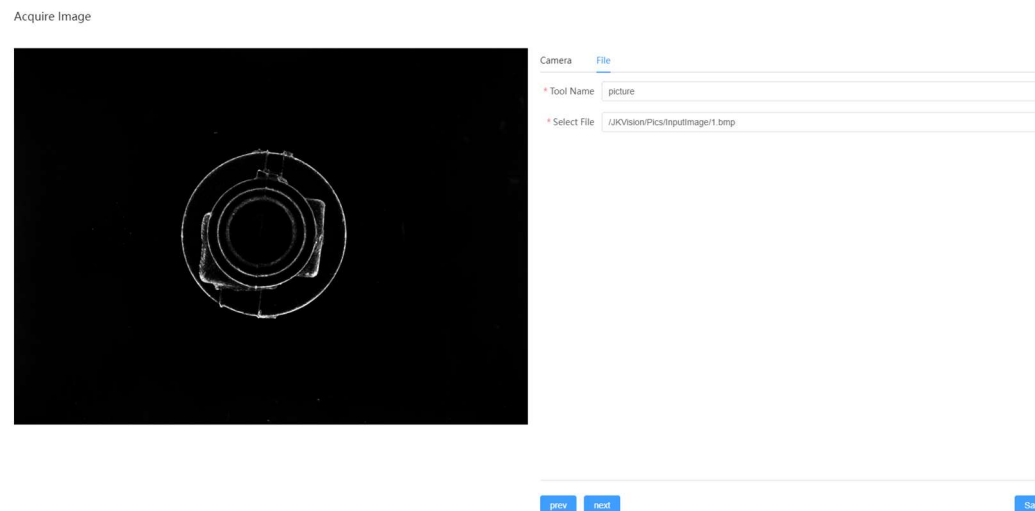 Acquire Image
Camera File
* Tool Name picture
* Select File /JKVision/Pics/InputImage/1.bmp
prev next